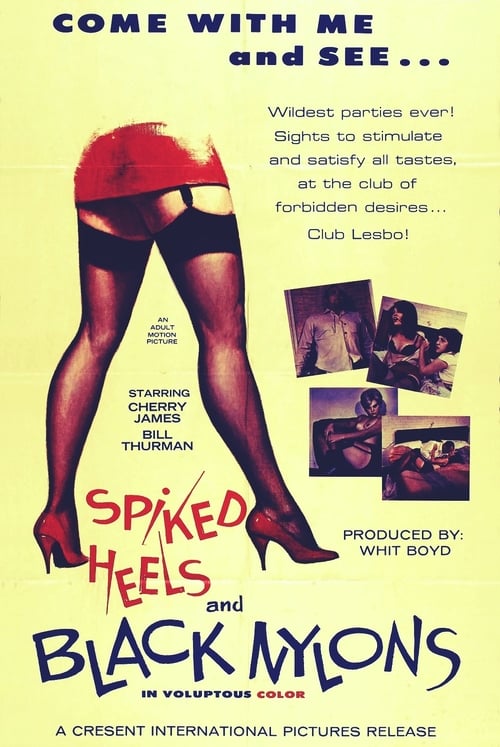 COME WITH ME
and SEE...
Wildest parties ever!
Sights to stimulate
and satisfy all tastes,
at the club of
forbidden desires...
Club Lesbo!
AN
ADULT
MOTION
PICTURE
STARRING
CHERRY
JAMES
BILL
THURMAN
SPIKED
HEELS
PRODUCED BY:
WHIT BOYD
and
BLACK NYLONS
IN VOLUPTOUS COLOR
A CRESENT INTERNATIONAL PICTURES RELEASE